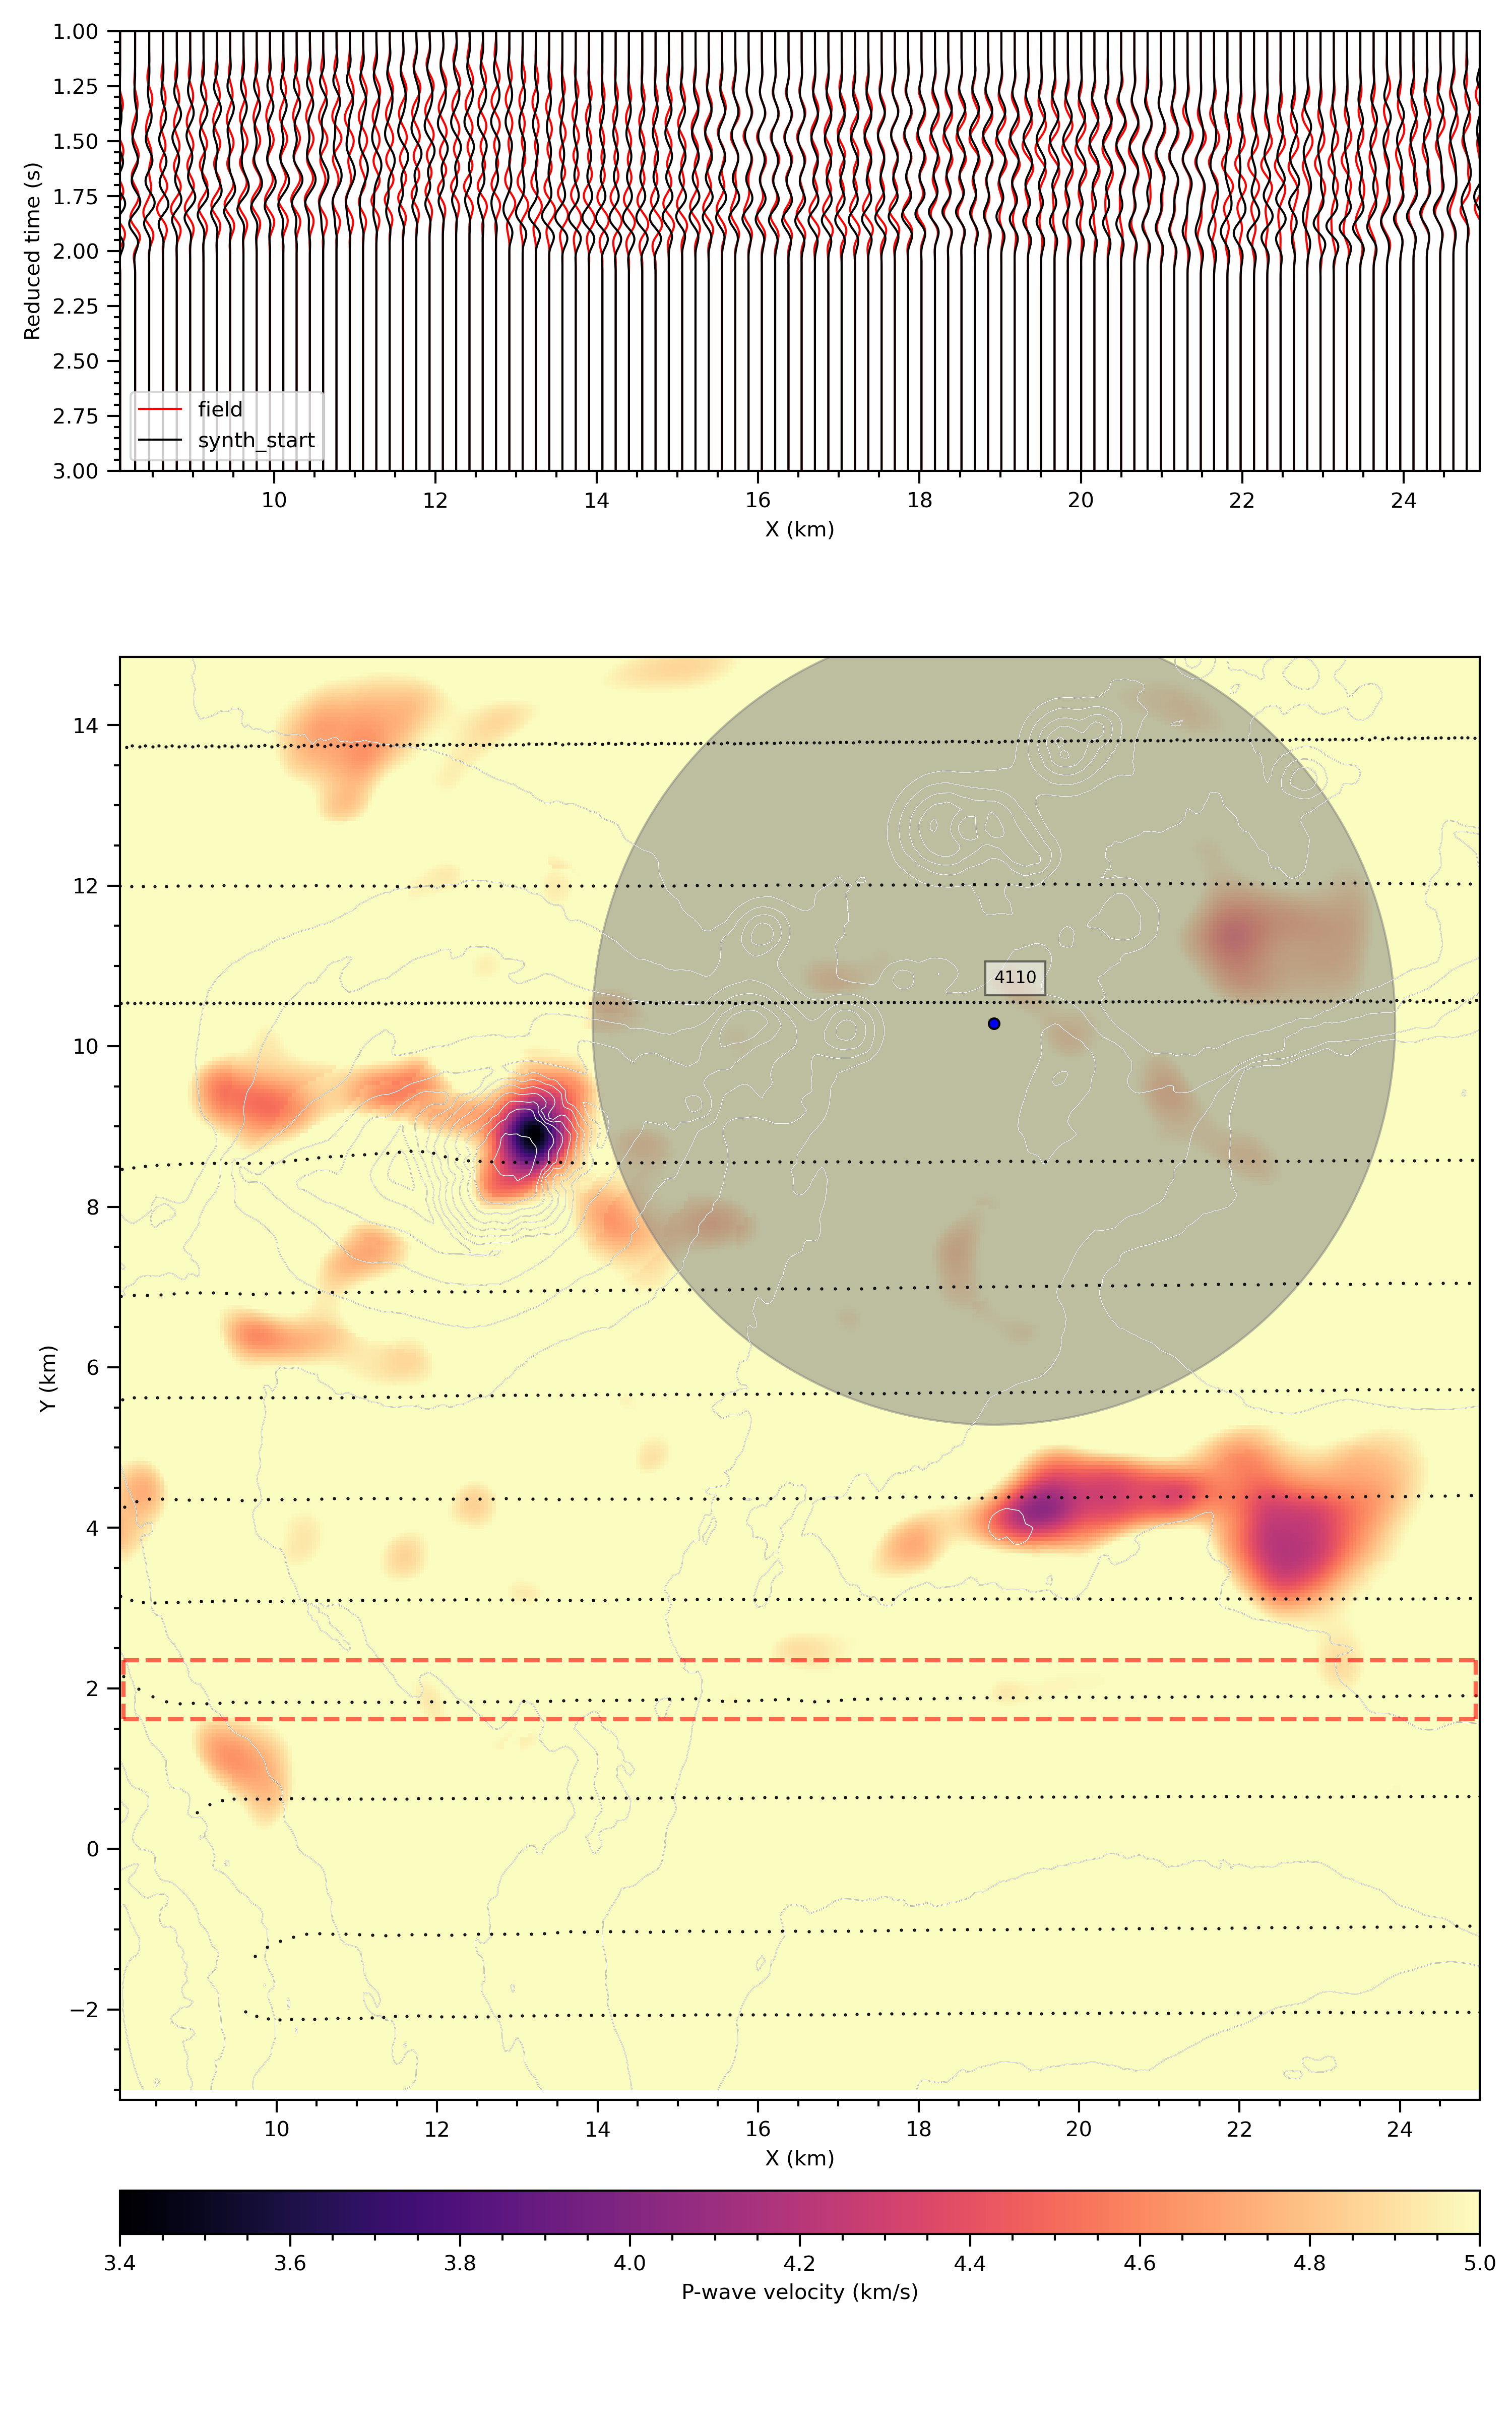 1.00
1.25
1.50
1.75
2.00
2.25
2.50
2.75
3.00
Reduced time (s)
field
synth_start
10 12 14 16 18 20 22 24
X (km)
14
12
10
8
6
4
2
0
−2
Y (km)
4110
10 12 14 16 18 20 22 24
X (km)
3.4 3.6 3.8 4.0 4.2 4.4 4.6 4.8 5.0
P-wave velocity (km/s)